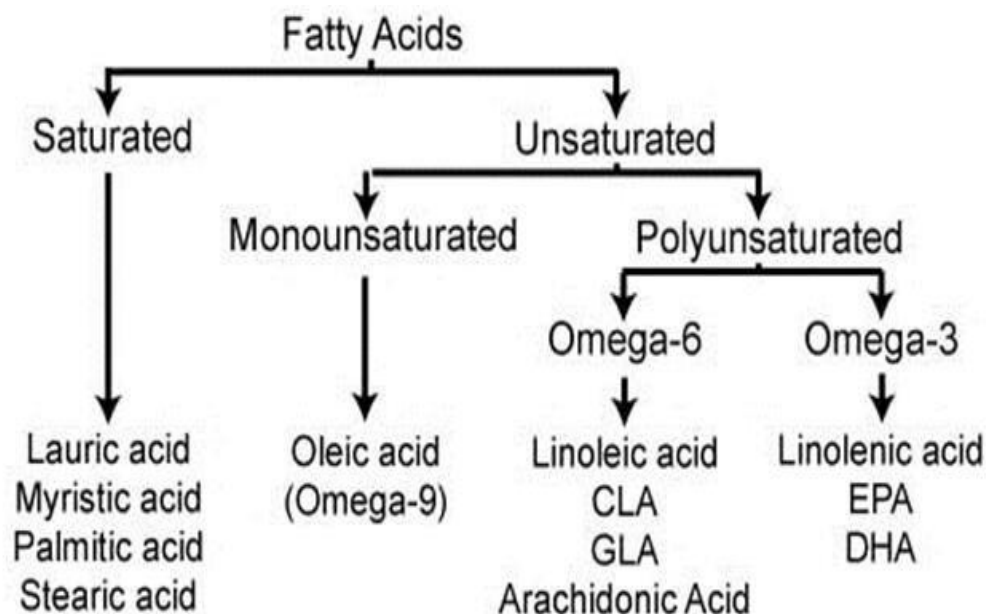 Fatty Acids
Saturated
Unsaturated
Monounsaturated
Polyunsaturated
Omega-6
Omega-3
Lauric acid
Myristic acid
Palmitic acid
Stearic acid
Oleic acid
(Omega-9)
Linoleic acid
CLA
GLA
Arachidonic Acid
Linolenic acid
EPA
DHA